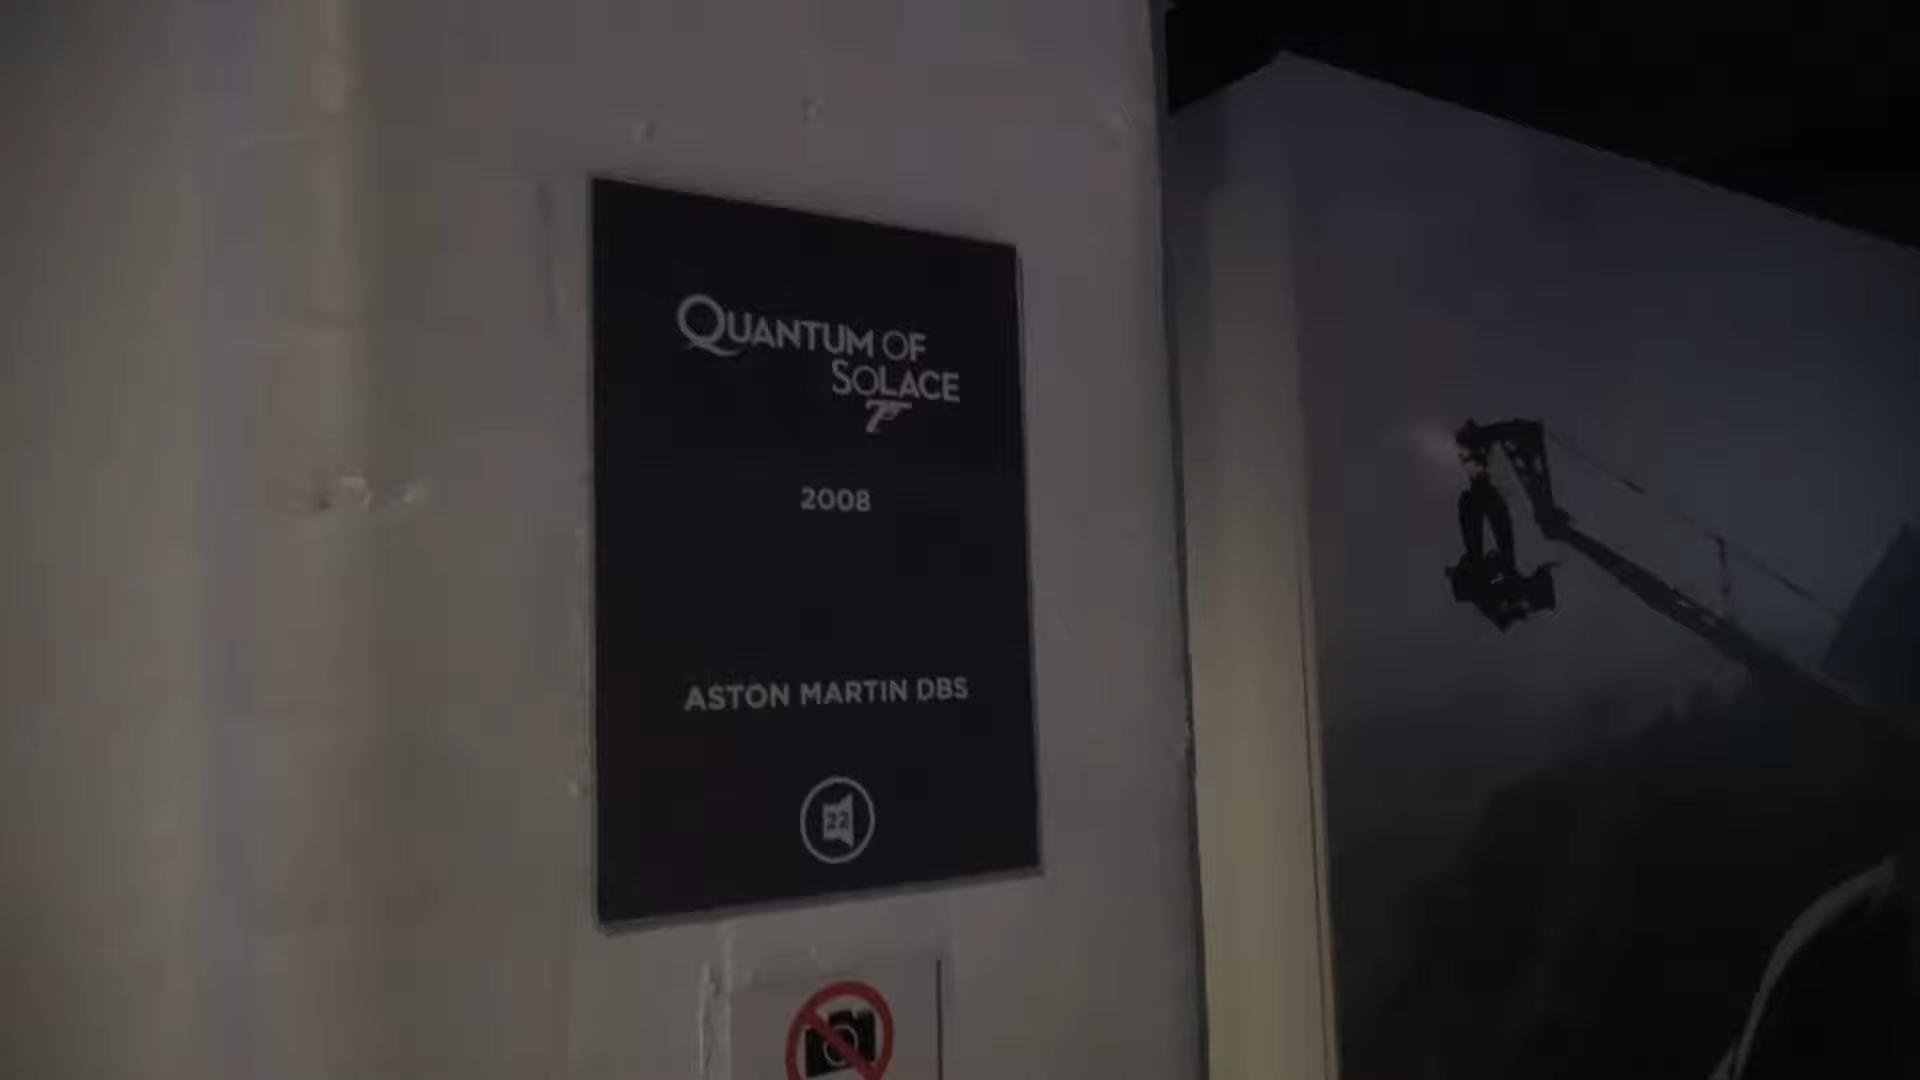 QUANTUM OF
SOLACE
007
2008
ASTON MARTIN DBS
22